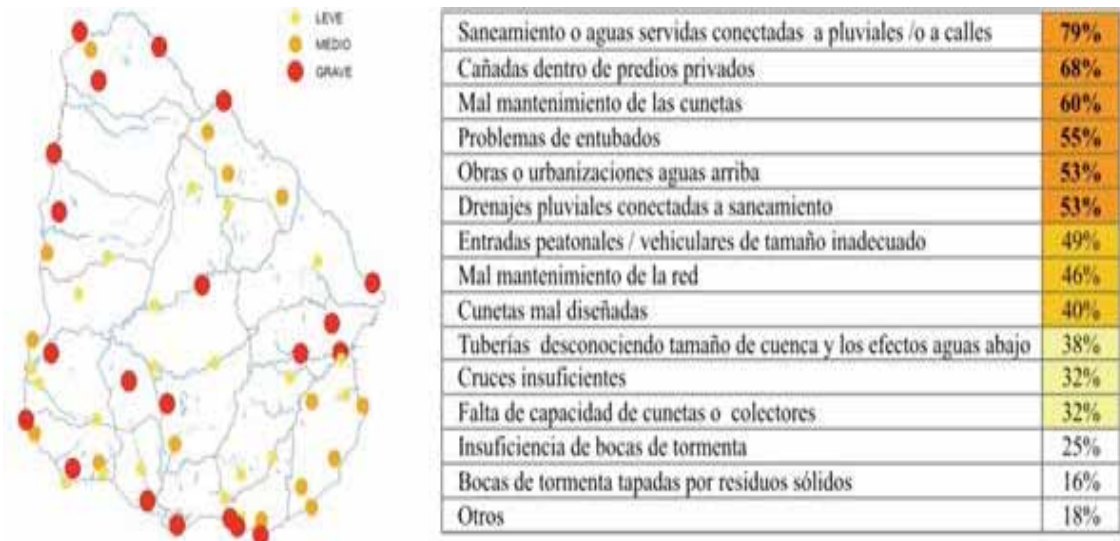 LEVE
MEDIO
GRAVE
Saneamiento o aguas servidas conectadas a pluviales /o a calles 79%
Cañadas dentro de predios privados 68%
Mal mantenimiento de las cunetas 60%
Problemas de entubados 55%
Obras o urbanizaciones aguas arriba 53%
Drenajes pluviales conectadas a saneamiento 53%
Entradas peatonales / vehiculares de tamaño inadecuado 49%
Mal mantenimiento de la red 46%
Cunetas mal diseñadas 40%
Tuberías desconociendo tamaño de cuenca y los efectos aguas abajo 38%
Cruces insuficientes 32%
Falta de capacidad de cunetas o colectores 32%
Insuficiencia de bocas de tormenta 25%
Bocas de tormenta tapadas por residuos sólidos 16%
Otros 18%